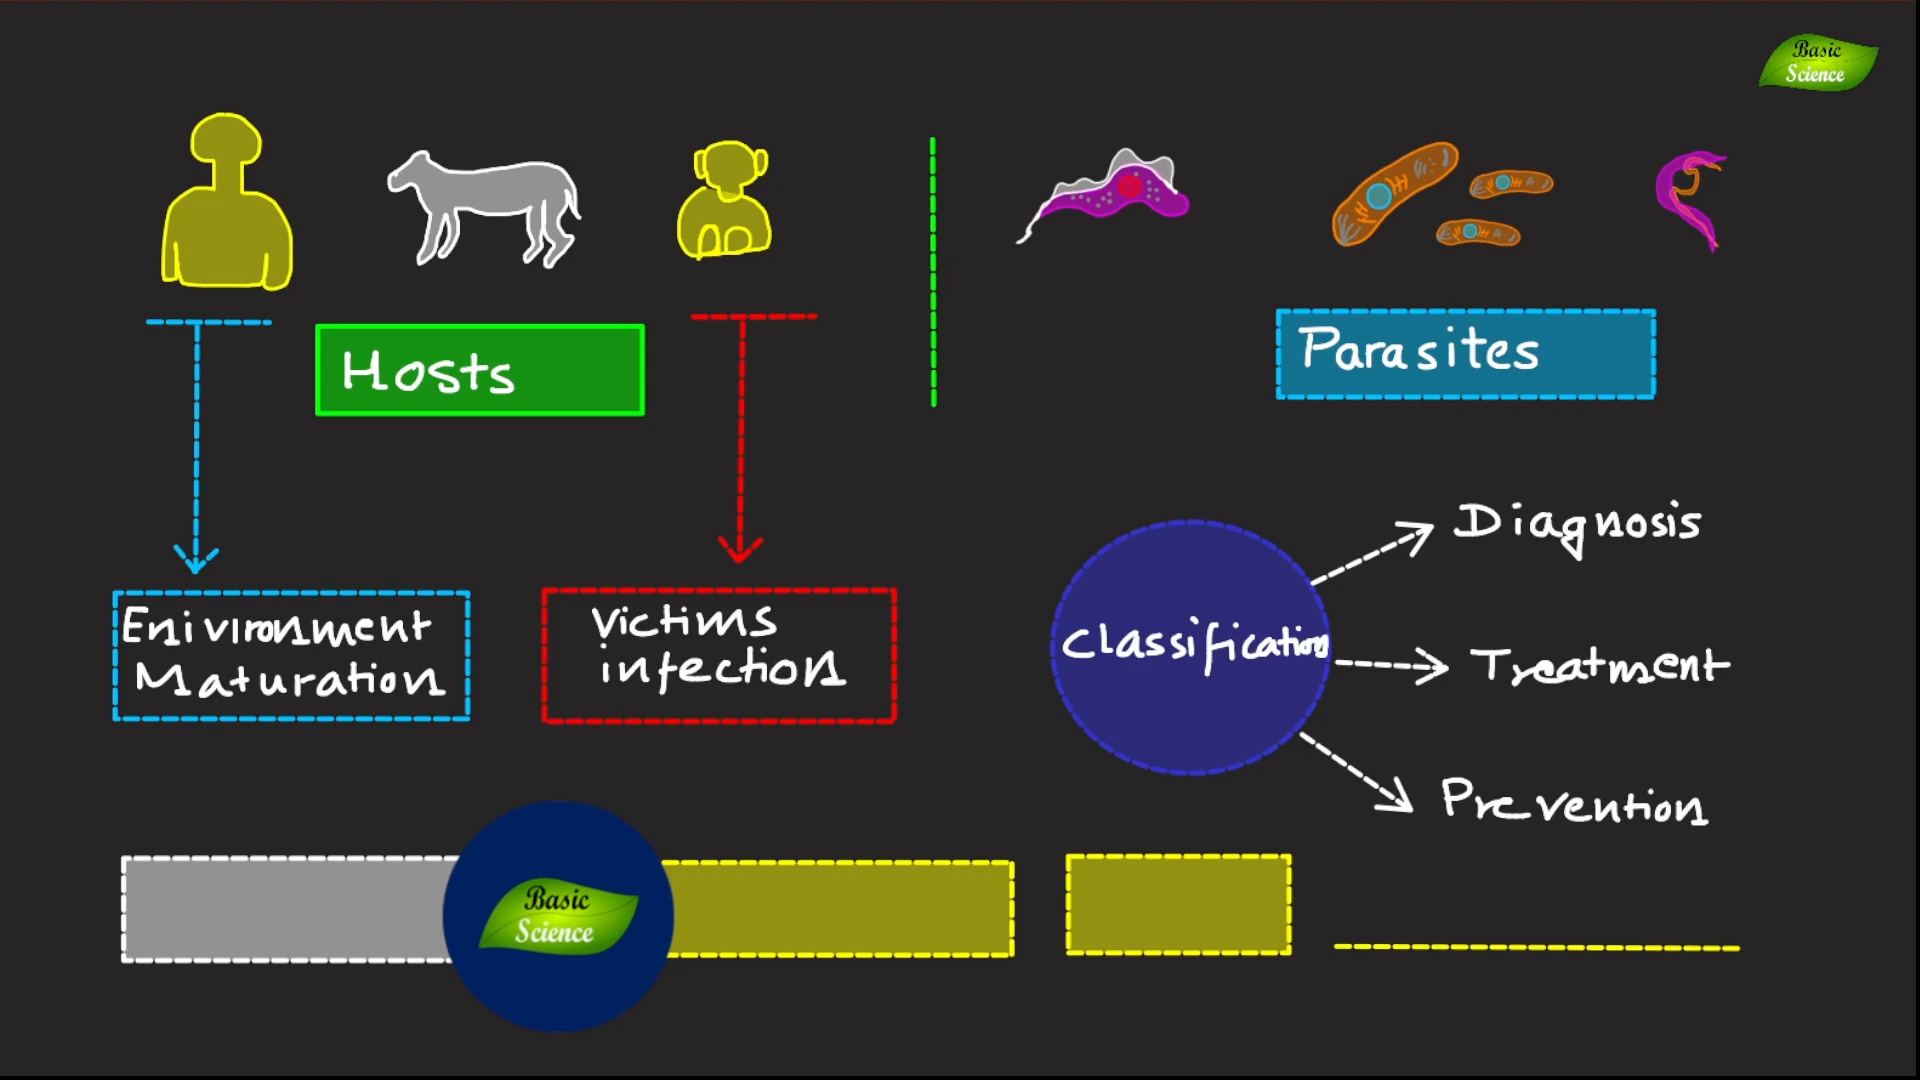 Basic
Science
Hosts
Parasites
Enivironment
Maturation
Victims
infection
Classification
Diagnosis
Treatment
Prevention
Basic
Science